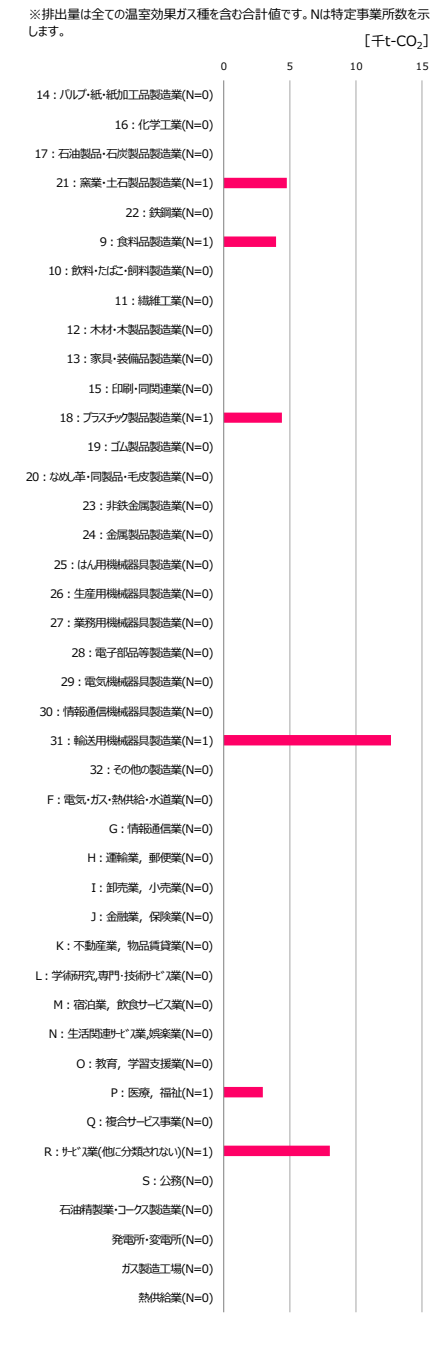 ※排出量は全ての温室効果ガス種を含む合計値です。Nは特定事業所数を示
します。
[千t-CO₂]
0 5 10 15
14：パルプ・紙・紙加工品製造業(N=0)
16：化学工業(N=0)
17：石油製品・石炭製品製造業(N=0)
21：窯業・土石製品製造業(N=1)
22：鉄鋼業(N=0)
9：食料品製造業(N=1)
10：飲料・たばこ・飼料製造業(N=0)
11：繊維工業(N=0)
12：木材・木製品製造業(N=0)
13：家具・装備品製造業(N=0)
15：印刷・同関連業(N=0)
18：プラスチック製品製造業(N=1)
19：ゴム製品製造業(N=0)
20：なめし革・同製品・毛皮製造業(N=0)
23：非鉄金属製造業(N=0)
24：金属製品製造業(N=0)
25：はん用機械器具製造業(N=0)
26：生産用機械器具製造業(N=0)
27：業務用機械器具製造業(N=0)
28：電子部品等製造業(N=0)
29：電気機械器具製造業(N=0)
30：情報通信機械器具製造業(N=0)
31：輸送用機械器具製造業(N=1)
32：その他の製造業(N=0)
F：電気・ガス・熱供給・水道業(N=0)
G：情報通信業(N=0)
H：運輸業，郵便業(N=0)
I：卸売業，小売業(N=0)
J：金融業，保険業(N=0)
K：不動産業，物品賃貸業(N=0)
L：学術研究,専門・技術ｻｰﾋﾞｽ業(N=0)
M：宿泊業，飲食サービス業(N=0)
N：生活関連ｻｰﾋﾞｽ業,娯楽業(N=0)
O：教育，学習支援業(N=0)
P：医療，福祉(N=1)
Q：複合サービス事業(N=0)
R：ｻｰﾋﾞｽ業(他に分類されない)(N=1)
S：公務(N=0)
石油精製業・コークス製造業(N=0)
発電所・変電所(N=0)
ガス製造工場(N=0)
熱供給業(N=0)